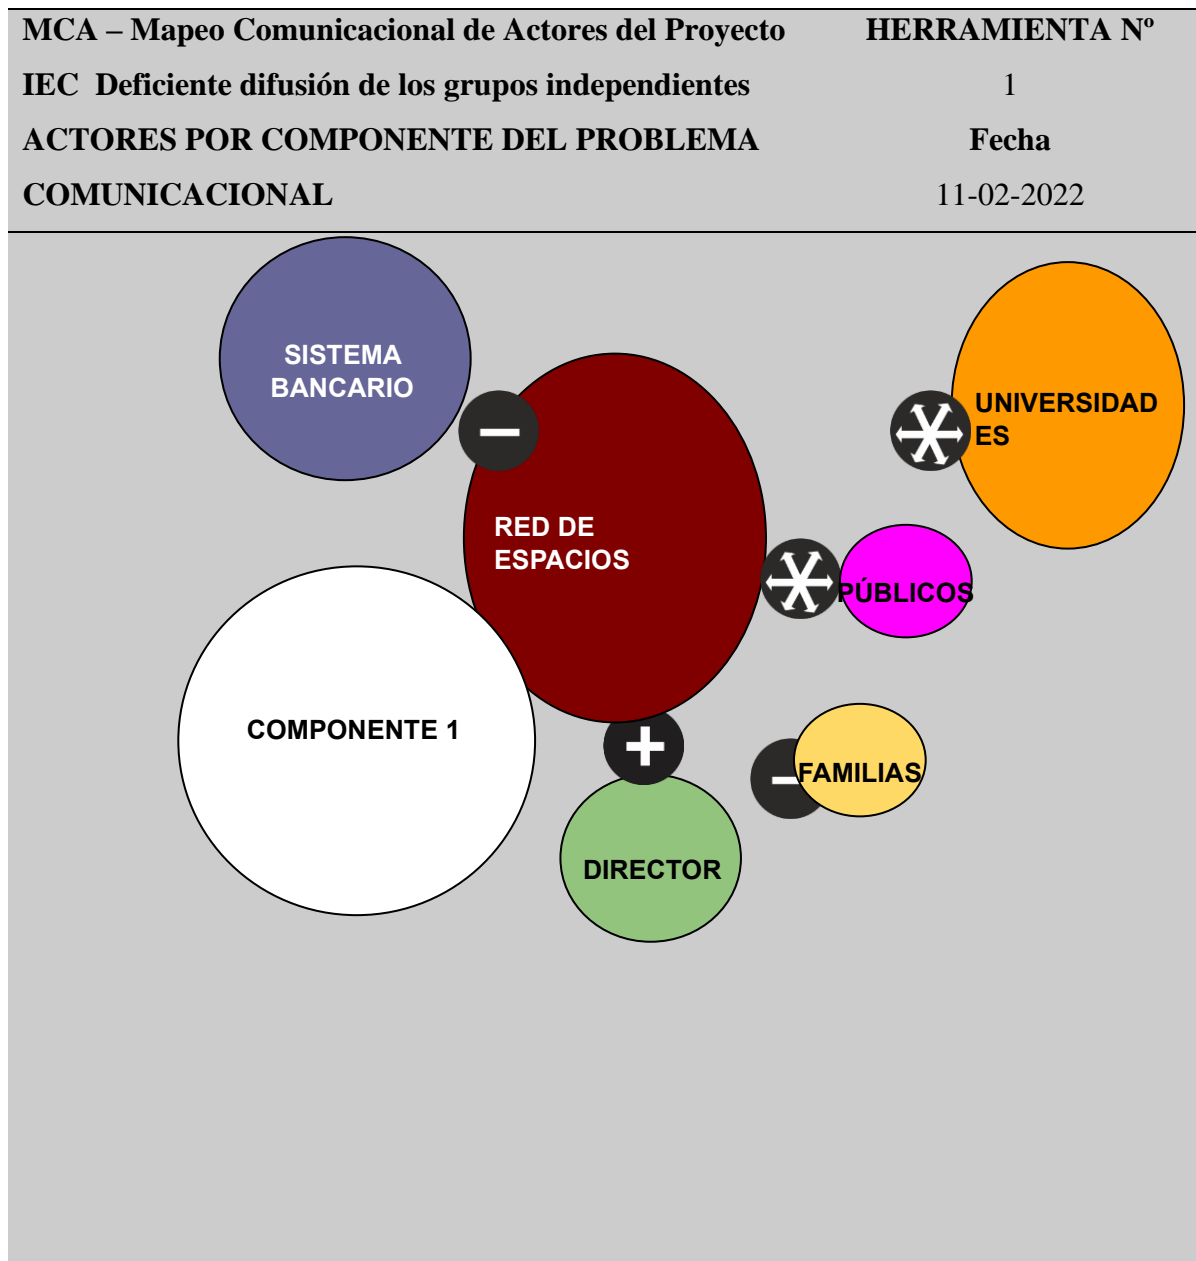 MCA – Mapeo Comunicacional de Actores del Proyecto
HERRAMIENTA Nº
IEC Deficiente difusión de los grupos independientes
1
ACTORES POR COMPONENTE DEL PROBLEMA
Fecha
COMUNICACIONAL
11-02-2022
SISTEMA
BANCARIO
UNIVERSIDAD
ES
RED DE
ESPACIOS
PÚBLICOS
COMPONENTE 1
FAMILIAS
DIRECTOR